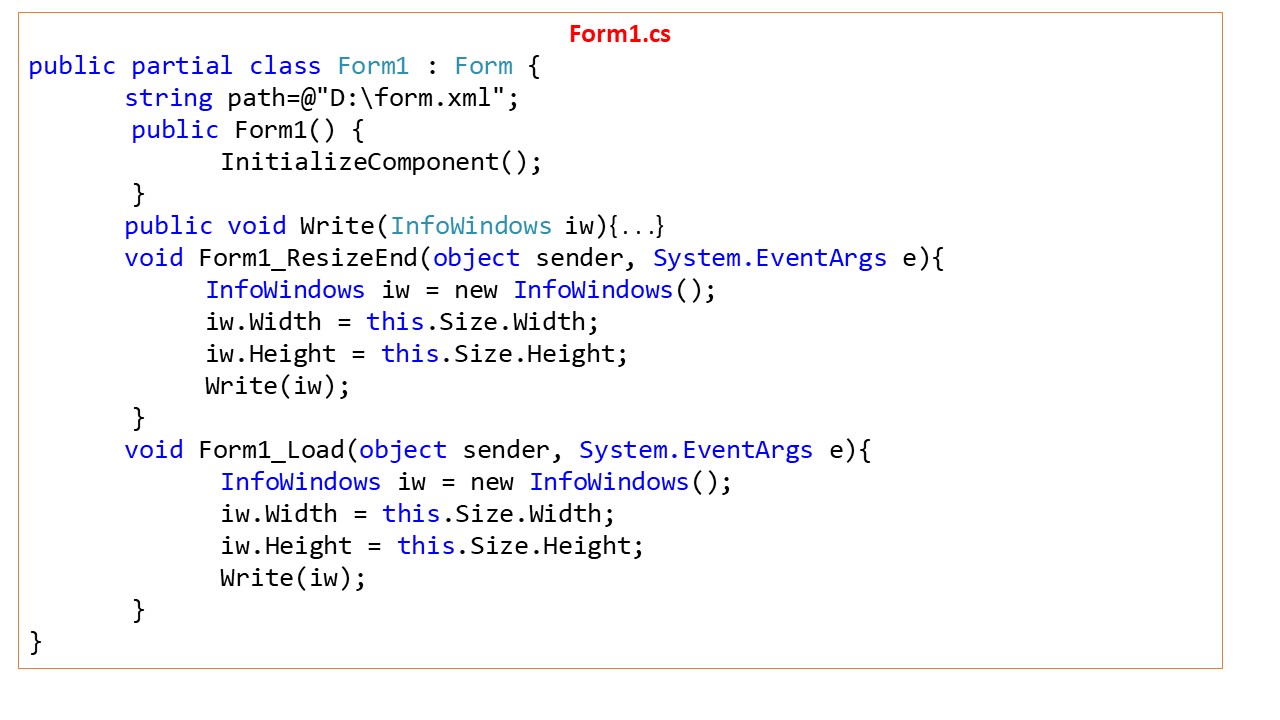 Form1.cs
public partial class Form1 : Form {
string path=@"D:\form.xml";
public Form1() {
InitializeComponent();
}
public void Write(InfoWindows iw){...}
void Form1_ResizeEnd(object sender, System.EventArgs e){
InfoWindows iw = new InfoWindows();
iw.Width = this.Size.Width;
iw.Height = this.Size.Height;
Write(iw);
}
void Form1_Load(object sender, System.EventArgs e){
InfoWindows iw = new InfoWindows();
iw.Width = this.Size.Width;
iw.Height = this.Size.Height;
Write(iw);
}
}